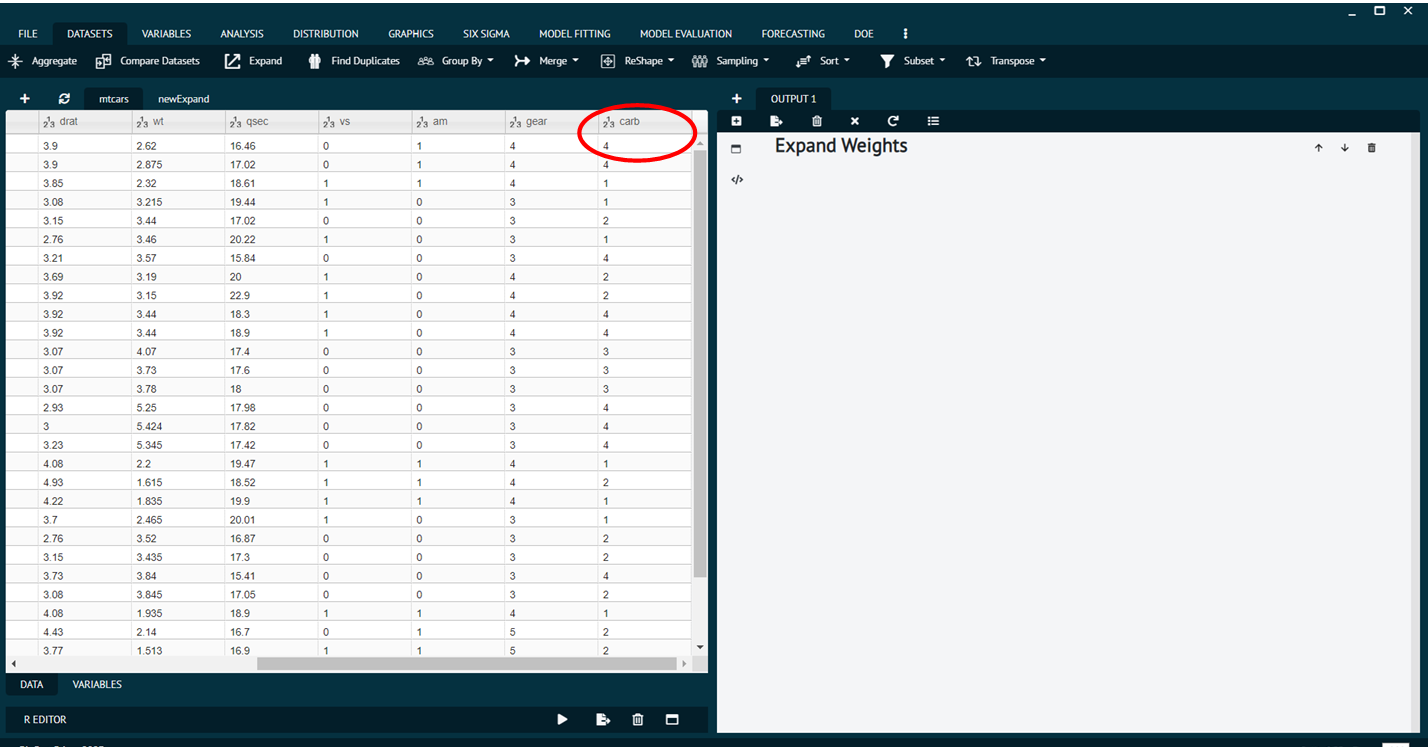 FILE DATASETS VARIABLES ANALYSIS DISTRIBUTION GRAPHICS SIX SIGMA MODEL FITTING MODEL EVALUATION FORECASTING DOE
Aggregate Compare Datasets Expand Find Duplicates Group By Merge ReShape Sampling Sort Subset Transpose
mtcars newExpand
drat wt qsec vs am gear carb
3.9 2.62 16.46 0 1 4 4
3.9 2.875 17.02 0 1 4 4
3.85 2.32 18.61 1 1 4 1
3.08 3.215 19.44 1 0 3 1
3.15 3.44 17.02 0 0 3 2
2.76 3.46 20.22 1 0 3 1
3.21 3.57 15.84 0 0 3 4
3.69 3.19 20 1 0 4 2
3.92 3.15 22.9 1 0 4 2
3.92 3.44 18.3 1 0 4 4
3.92 3.44 18.9 1 0 4 4
3.07 4.07 17.4 0 0 3 3
3.07 3.73 17.6 0 0 3 3
3.07 3.78 18 0 0 3 3
2.93 5.25 17.98 0 0 3 4
3 5.424 17.82 0 0 3 4
3.23 5.345 17.42 0 0 3 4
4.08 2.2 19.47 1 1 4 1
4.93 1.615 18.52 1 1 4 2
4.22 1.835 19.9 1 1 4 1
3.7 2.465 20.01 1 0 3 1
2.76 3.52 16.87 0 0 3 2
3.15 3.435 17.3 0 0 3 2
3.73 3.84 15.41 0 0 3 4
3.08 3.845 17.05 0 0 3 2
4.08 1.935 18.9 1 1 4 1
4.43 2.14 16.7 0 1 5 2
3.77 1.513 16.9 1 1 5 2
DATA VARIABLES
R EDITOR
OUTPUT 1
Expand Weights